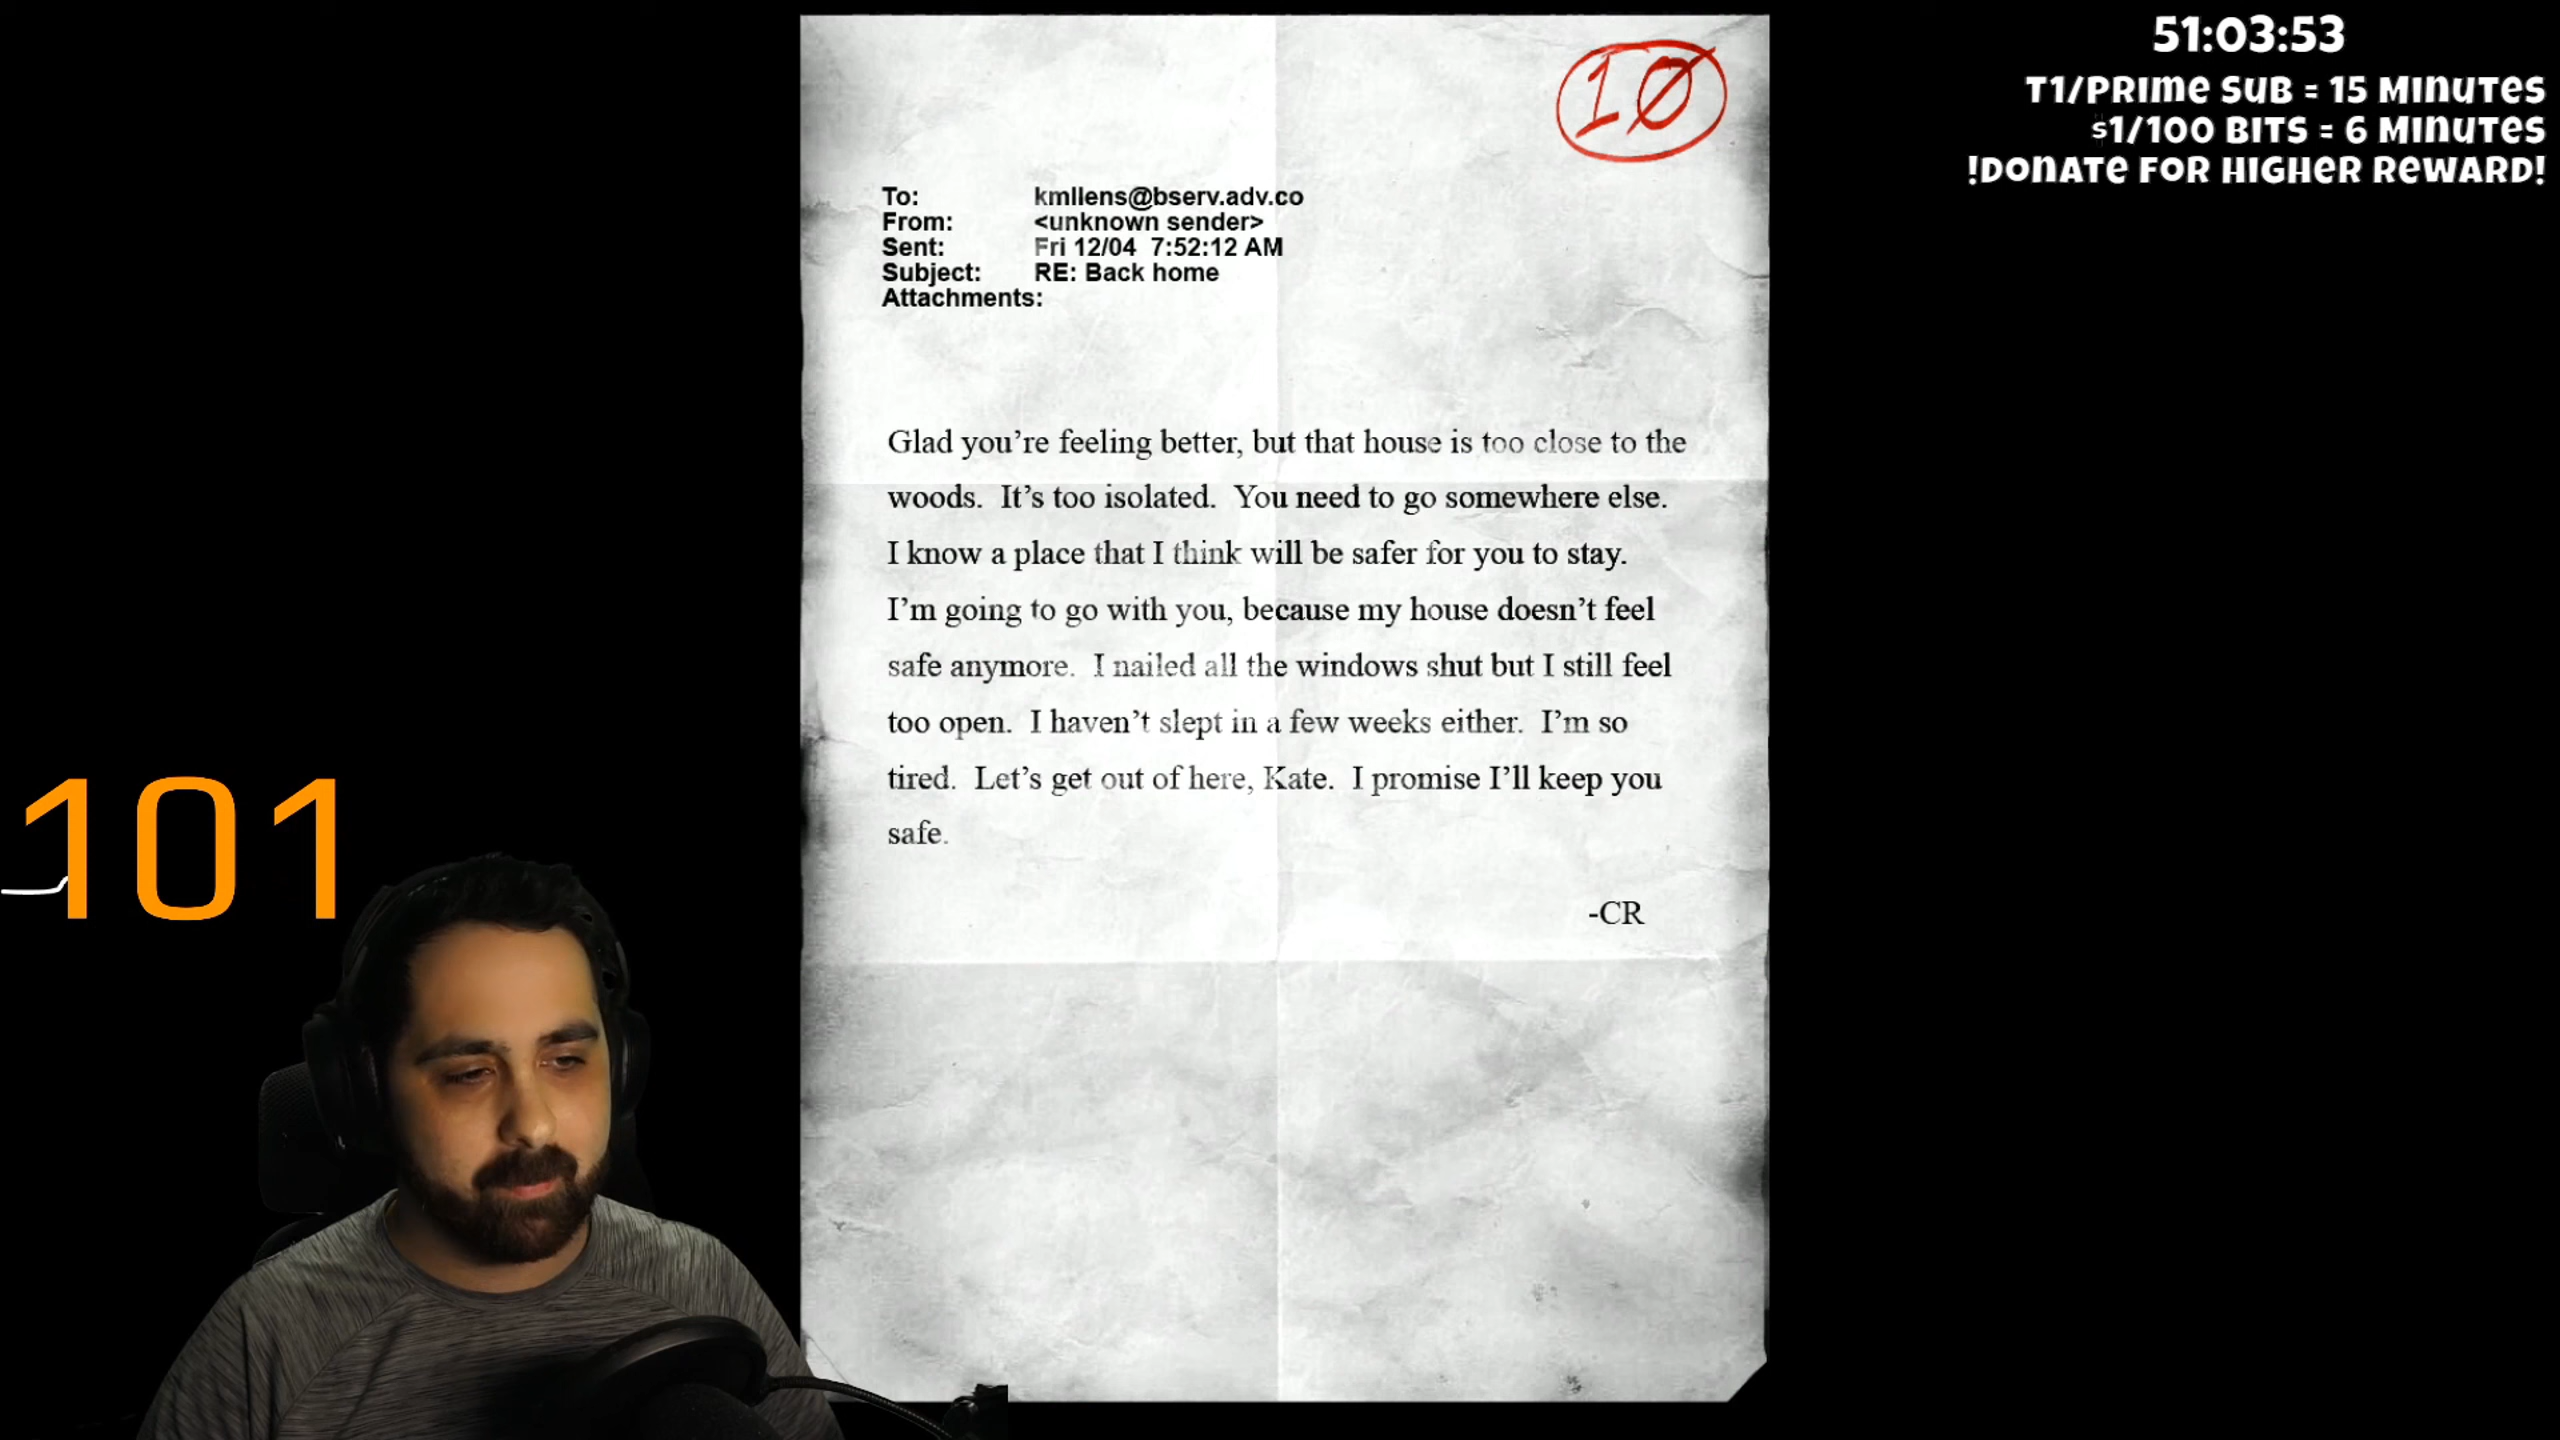 51:03:53
T1/PRIME SUB = 15 MINUTES
$1/100 BITS = 6 MINUTES
!DONATE FOR HIGHER REWARD!
10
To: kmllens@bserv.adv.co
From: <unknown sender>
Sent: Fri 12/04  7:52:12 AM
Subject: RE: Back home
Attachments:
Glad you’re feeling better, but that house is too close to the
woods.  It’s too isolated.  You need to go somewhere else.
I know a place that I think will be safer for you to stay.
I’m going to go with you, because my house doesn’t feel
safe anymore.  I nailed all the windows shut but I still feel
too open.  I haven’t slept in a few weeks either.  I’m so
tired.  Let’s get out of here, Kate.  I promise I’ll keep you
safe.
-CR
101